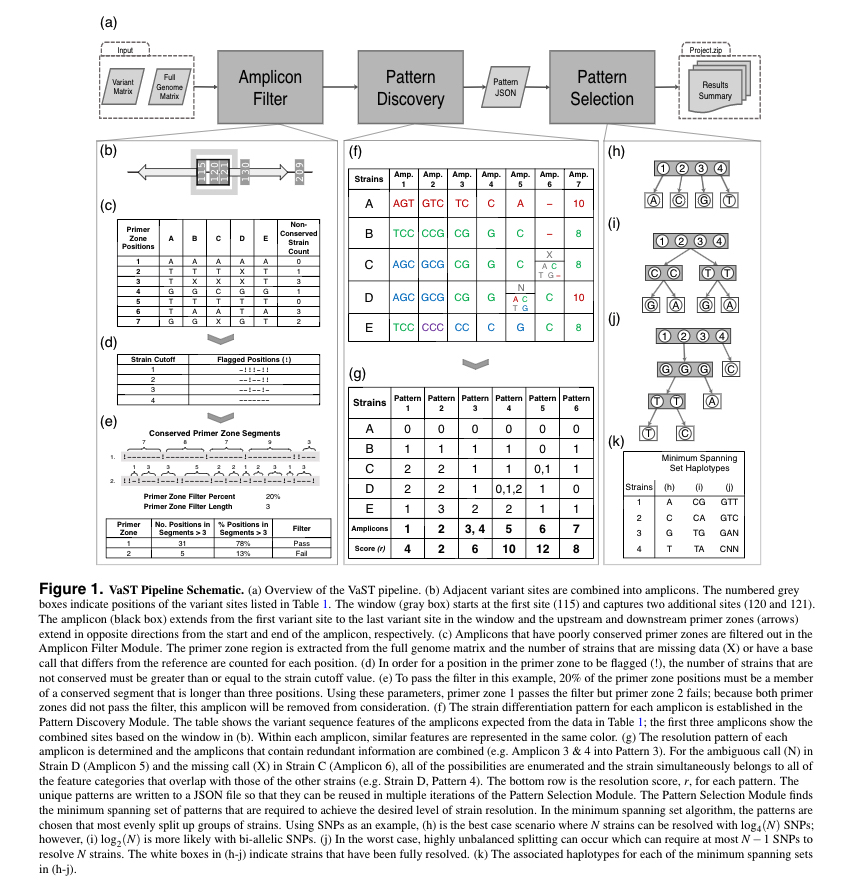 (a)
Input
Variant Matrix
Full Genome Matrix
Amplicon Filter
Pattern Discovery
Pattern JSON
Pattern Selection
Project.zip
Results Summary
(b)
115 120 121 130 209
(c)
Primer Zone Positions A B C D E Non-Conserved Strain Count
1 A A A A A 0
2 T T T X T 1
3 T X X X T 3
4 G G C G G 1
5 T T T T T 0
6 T A A T A 3
7 G G X G T 2
(d)
Strain Cutoff Flagged Positions (!)
1 -!!!-!!
2 --!--!!
3 --!--!-
4 -------
(e)
Conserved Primer Zone Segments
7 8 7 9 3
1.
1 3 3 5 2 2 1 2 3 1 3
2.
Primer Zone Filter Percent 20%
Primer Zone Filter Length 3
Primer Zone No. Positions in Segments > 3 % Positions in Segments > 3 Filter
1 31 78% Pass
2 5 13% Fail
(f)
Strains Amp. 1 Amp. 2 Amp. 3 Amp. 4 Amp. 5 Amp. 6 Amp. 7
A AGT GTC TC C A – 10
B TCC CCG CG G C – 8
C AGC GCG CG G C X A C T G – 8
D AGC GCG CG G N A C T G C 10
E TCC CCC CC C G C 8
(g)
Strains Pattern 1 Pattern 2 Pattern 3 Pattern 4 Pattern 5 Pattern 6
A 0 0 0 0 0 0
B 1 1 1 1 0 1
C 2 2 1 1 0,1 1
D 2 2 1 0,1,2 1 0
E 1 3 2 2 1 1
Amplicons 1 2 3, 4 5 6 7
Score (r) 4 2 6 10 12 8
(h)
1 2 3 4
A C G T
(i)
1 2 3 4
C C T T
G A G A
(j)
1 2 3 4
G G G C
T T A
T C
(k)
Minimum Spanning Set Haplotypes
Strains (h) (i) (j)
1 A CG GTT
2 C CA GTC
3 G TG GAN
4 T TA CNN
Figure 1. VaST Pipeline Schematic. (a) Overview of the VaST pipeline. (b) Adjacent variant sites are combined into amplicons. The numbered grey
boxes indicate positions of the variant sites listed in Table 1. The window (gray box) starts at the first site (115) and captures two additional sites (120 and 121).
The amplicon (black box) extends from the first variant site to the last variant site in the window and the upstream and downstream primer zones (arrows)
extend in opposite directions from the start and end of the amplicon, respectively. (c) Amplicons that have poorly conserved primer zones are filtered out in the
Amplicon Filter Module. The primer zone region is extracted from the full genome matrix and the number of strains that are missing data (X) or have a base
call that differs from the reference are counted for each position. (d) In order for a position in the primer zone to be flagged (!), the number of strains that are
not conserved must be greater than or equal to the strain cutoff value. (e) To pass the filter in this example, 20% of the primer zone positions must be a member
of a conserved segment that is longer than three positions. Using these parameters, primer zone 1 passes the filter but primer zone 2 fails; because both primer
zones did not pass the filter, this amplicon will be removed from consideration. (f) The strain differentiation pattern for each amplicon is established in the
Pattern Discovery Module. The table shows the variant sequence features of the amplicons expected from the data in Table 1; the first three amplicons show the
combined sites based on the window in (b). Within each amplicon, similar features are represented in the same color. (g) The resolution pattern of each
amplicon is determined and the amplicons that contain redundant information are combined (e.g. Amplicon 3 & 4 into Pattern 3). For the ambiguous call (N) in
Strain D (Amplicon 5) and the missing call (X) in Strain C (Amplicon 6), all of the possibilities are enumerated and the strain simultaneously belongs to all of
the feature categories that overlap with those of the other strains (e.g. Strain D, Pattern 4). The bottom row is the resolution score, r, for each pattern. The
unique patterns are written to a JSON file so that they can be reused in multiple iterations of the Pattern Selection Module. The Pattern Selection Module finds
the minimum spanning set of patterns that are required to achieve the desired level of strain resolution. In the minimum spanning set algorithm, the patterns are
chosen that most evenly split up groups of strains. Using SNPs as an example, (h) is the best case scenario where N strains can be resolved with log₄(N) SNPs;
however, (i) log₂(N) is more likely with bi-allelic SNPs. (j) In the worst case, highly unbalanced splitting can occur which can require at most N − 1 SNPs to
resolve N strains. The white boxes in (h-j) indicate strains that have been fully resolved. (k) The associated haplotypes for each of the minimum spanning sets
in (h-j).